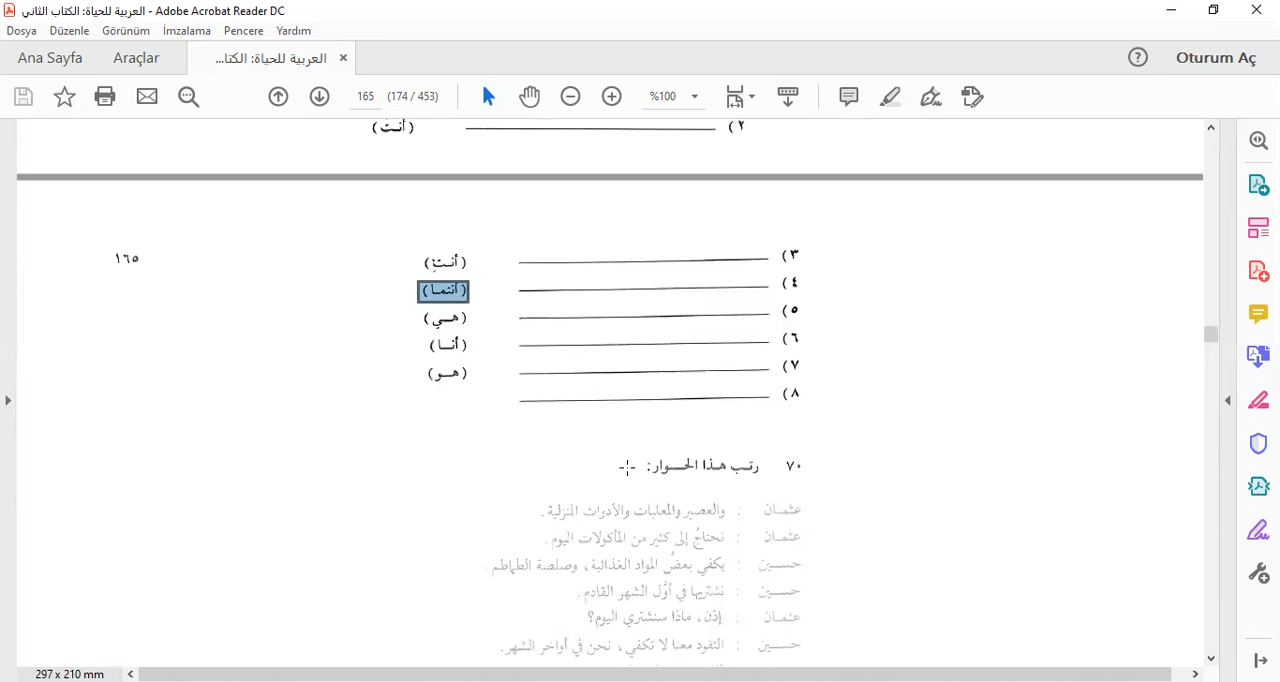 العربية للحياة: الكتاب الثاني - Adobe Acrobat Reader DC
Dosya Düzenle Görünüm İmzalama Pencere Yardım
Ana Sayfa Araçlar العربية للحياة: الكتا... × ? Oturum Aç
165 (174 / 453) %100
٢) (أنتَ)
١٦٥
٣) (أنتِ)
٤) (أنتما)
٥) (هي)
٦) (أنا)
٧) (هو)
٨)
٧٠ رتب هذا الحوار:
عثمان : والعصير والمعلبات والأدوات المنزلية.
عثمان : نحتاجُ إلى كثير من المأكولات اليوم.
حسين : يكفي بعضُ المواد الغذائية، وصلصة الطماطم
حسين : نشتريها في أوَّل الشهر القادم.
عثمان : إذن، ماذا سنشتري اليوم؟
حسين : النقود معنا لا تكفي، نحن في أواخر الشهر.
297 x 210 mm